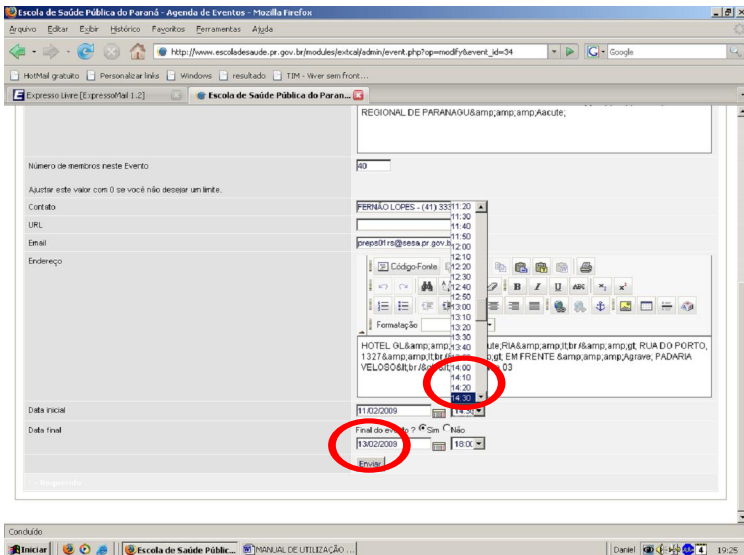 Escola de Saúde Pública do Paraná - Agenda de Eventos - Mozilla Firefox
Arquivo Editar Exibir Histórico Favoritos Ferramentas Ajuda
http://www.escoladesaude.pr.gov.br/modules/extcal/admin/event.php?op=modify&event_id=34
Google
HotMail gratuito Personalizar links Windows resultado TIM - Viver sem front...
Expresso Livre [ExpressoMail 1.2] Escola de Saúde Pública do Paran...
REGIONAL DE PARANAGU&amp;amp;amp;Aacute;
Número de membros neste Evento 40
Ajustar este valor com 0 se você não desejar um limite.
Contato FERNÃO LOPES - (41) 333
URL
Email preps01rs@sesa.pr.gov.b
Endereço
11:20
11:30
11:40
11:50
12:00
12:10
12:20
12:30
12:40
12:50
13:00
13:10
13:20
13:30
13:40
14:00
14:10
14:20
14:30
Código-Fonte
B I U ABC x₂ x²
Formatação
HOTEL GL&amp;amp; ute;RIA&amp;amp;lt;br /&amp;amp;gt; RUA DO PORTO,
1327&amp;amp;lt;br EM FRENTE &amp;amp;amp;Agrave; PADARIA
VELOSO&lt;br 03
Data inicial 11/02/2009 14:30
Data final Final do evento ? Sim Não
13/02/2009 18:00
Enviar
* - Requerido
Concluído
Iniciar Escola de Saúde Públic... MANUAL DE UTILIZAÇÃO ... Daniel 19:25